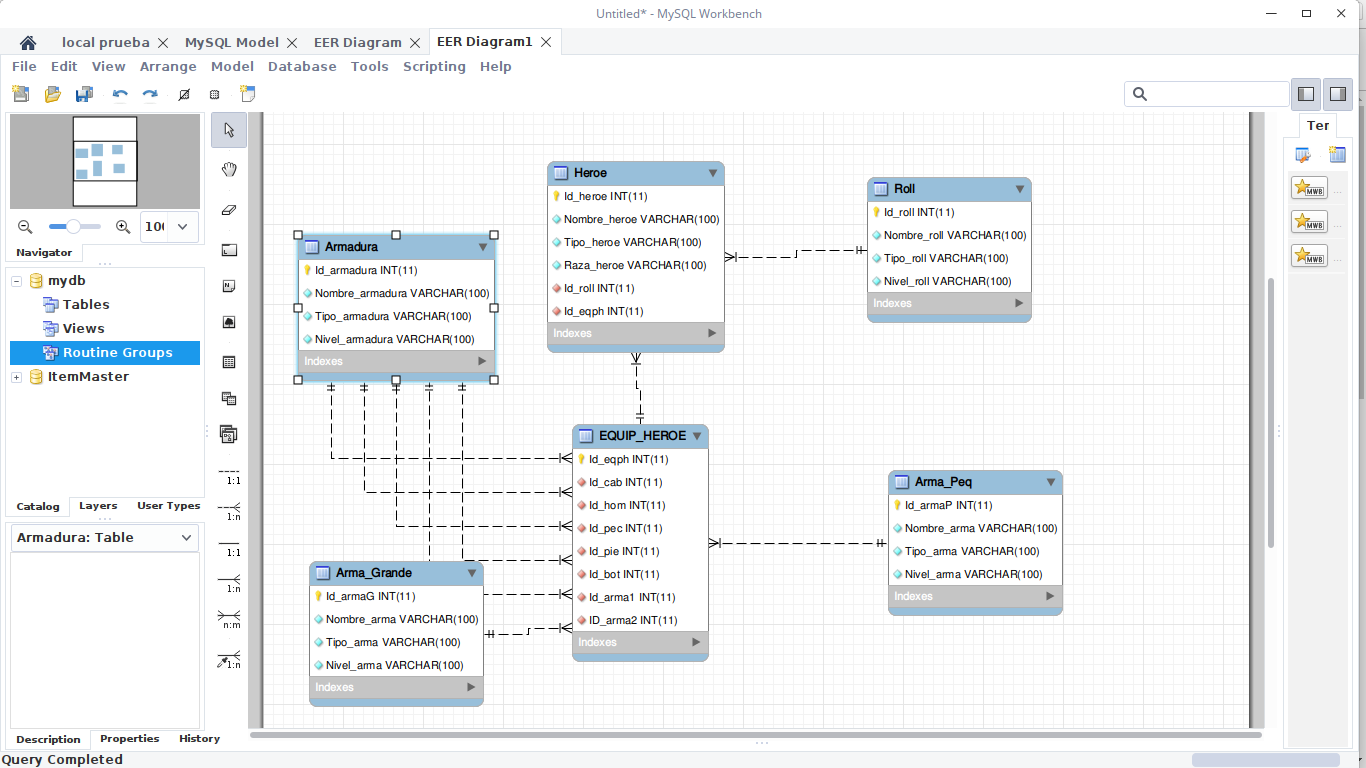 Untitled* - MySQL Workbench
local prueba
MySQL Model
EER Diagram
EER Diagram1
File Edit View Arrange Model Database Tools Scripting Help
Navigator
mydb
Tables
Views
Routine Groups
ItemMaster
Catalog Layers User Types
Armadura: Table
Description Properties History
Query Completed
1:1
1:n
1:1
1:n
n:m
1:n
Armadura
Id_armadura INT(11)
Nombre_armadura VARCHAR(100)
Tipo_armadura VARCHAR(100)
Nivel_armadura VARCHAR(100)
Indexes
Heroe
Id_heroe INT(11)
Nombre_heroe VARCHAR(100)
Tipo_heroe VARCHAR(100)
Raza_heroe VARCHAR(100)
Id_roll INT(11)
Id_eqph INT(11)
Indexes
Roll
Id_roll INT(11)
Nombre_roll VARCHAR(100)
Tipo_roll VARCHAR(100)
Nivel_roll VARCHAR(100)
Indexes
EQUIP_HEROE
Id_eqph INT(11)
Id_cab INT(11)
Id_hom INT(11)
Id_pec INT(11)
Id_pie INT(11)
Id_bot INT(11)
Id_arma1 INT(11)
ID_arma2 INT(11)
Indexes
Arma_Grande
Id_armaG INT(11)
Nombre_arma VARCHAR(100)
Tipo_arma VARCHAR(100)
Nivel_arma VARCHAR(100)
Indexes
Arma_Peq
Id_armaP INT(11)
Nombre_arma VARCHAR(100)
Tipo_arma VARCHAR(100)
Nivel_arma VARCHAR(100)
Indexes
Ter
MWB ...
MWB ...
MWB ...